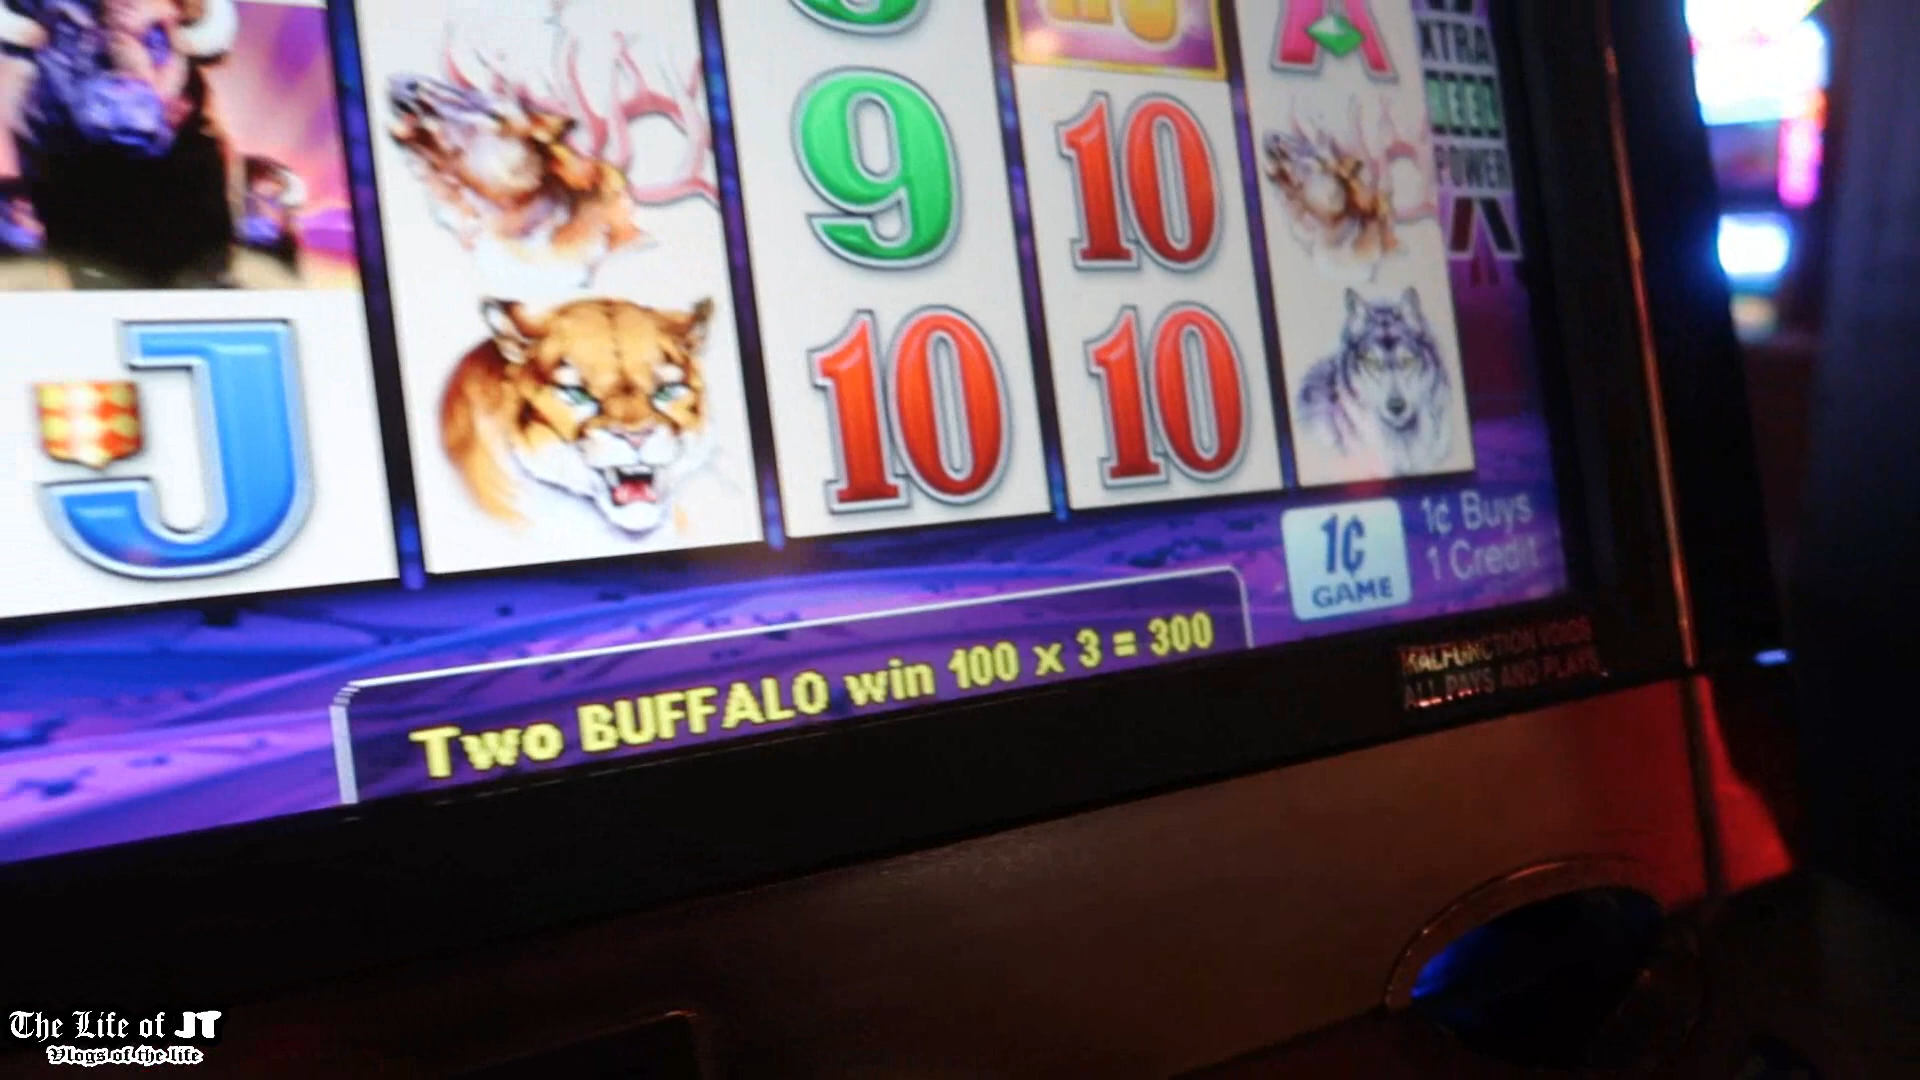 A
XTRA
REEL
POWER
9
10
10
J
10
10
1¢
GAME
1¢ Buys
1 Credit
Two BUFFALO win 100 x 3 = 300
MALFUNCTION VOIDS
ALL PAYS AND PLAYS
The Life of JT
Vlogs of the life